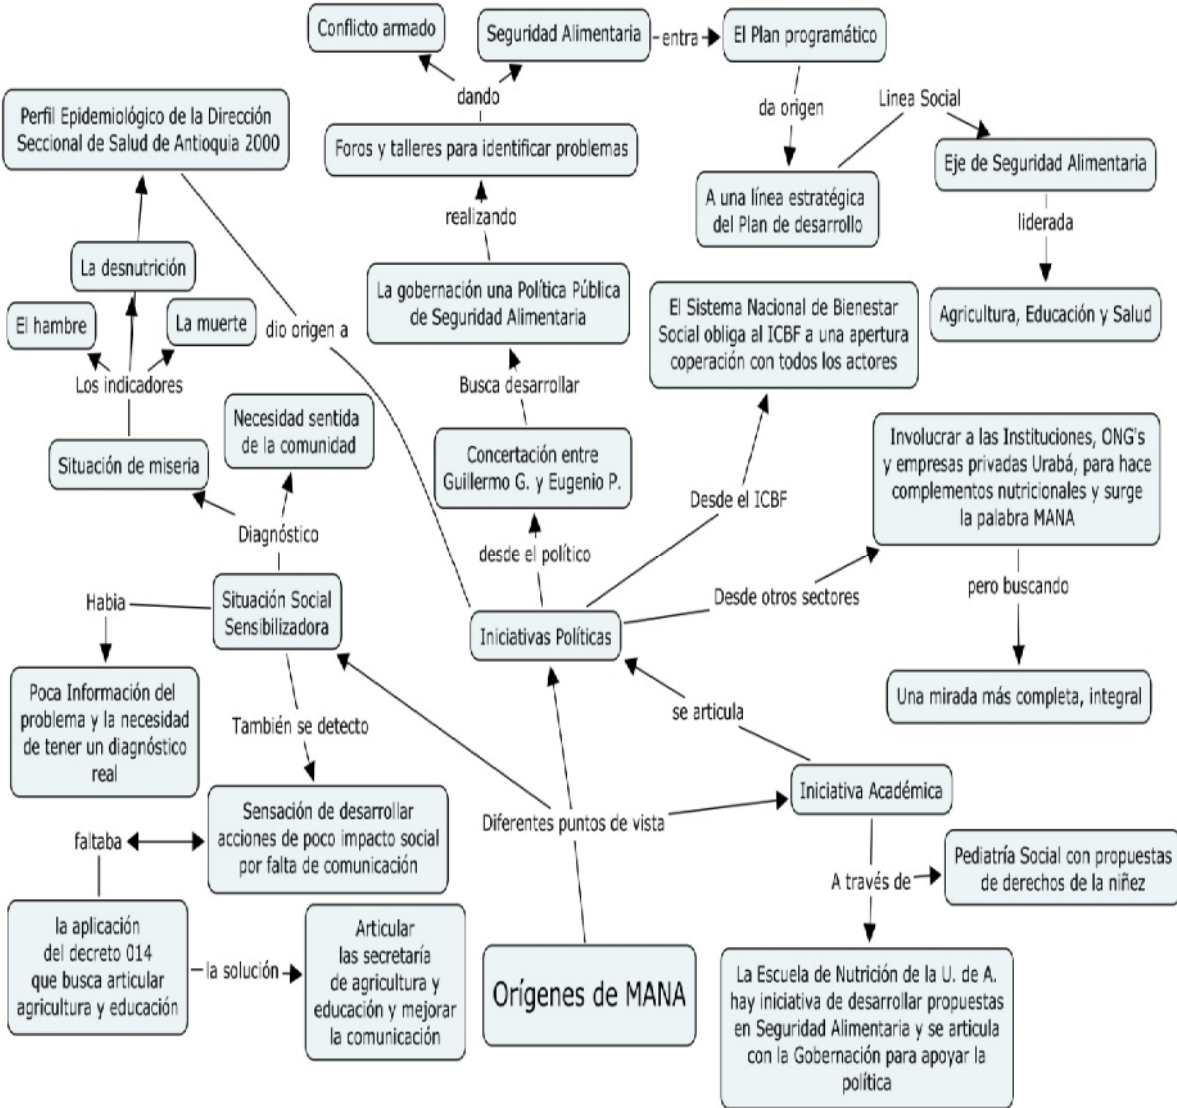 Conflicto armado
Seguridad Alimentaria
entra
El Plan programático
dando
da origen
Linea Social
Perfil Epidemiológico de la Dirección
Seccional de Salud de Antioquia 2000
Foros y talleres para identificar problemas
Eje de Seguridad Alimentaria
A una línea estratégica
del Plan de desarrollo
realizando
liderada
La desnutrición
La gobernación una Política Pública
de Seguridad Alimentaria
El Sistema Nacional de Bienestar
Social obliga al ICBF a una apertura
coperación con todos los actores
Agricultura, Educación y Salud
El hambre
La muerte
dio origen a
Los indicadores
Busca desarrollar
Necesidad sentida
de la comunidad
Situación de miseria
Concertación entre
Guillermo G. y Eugenio P.
Involucrar a las Instituciones, ONG's
y empresas privadas Urabá, para hace
complementos nutricionales y surge
la palabra MANA
Desde el ICBF
Diagnóstico
desde el político
Habia
Situación Social
Sensibilizadora
Desde otros sectores
pero buscando
Iniciativas Políticas
Poca Información del
problema y la necesidad
de tener un diagnóstico
real
También se detecto
se articula
Una mirada más completa, integral
Iniciativa Académica
Sensación de desarrollar
acciones de poco impacto social
por falta de comunicación
Diferentes puntos de vista
faltaba
Pediatría Social con propuestas
de derechos de la niñez
A través de
la aplicación
del decreto 014
que busca articular
agricultura y educación
la solución
Articular
las secretaría
de agricultura y
educación y mejorar
la comunicación
Orígenes de MANA
La Escuela de Nutrición de la U. de A.
hay iniciativa de desarrollar propuestas
en Seguridad Alimentaria y se articula
con la Gobernación para apoyar la
política